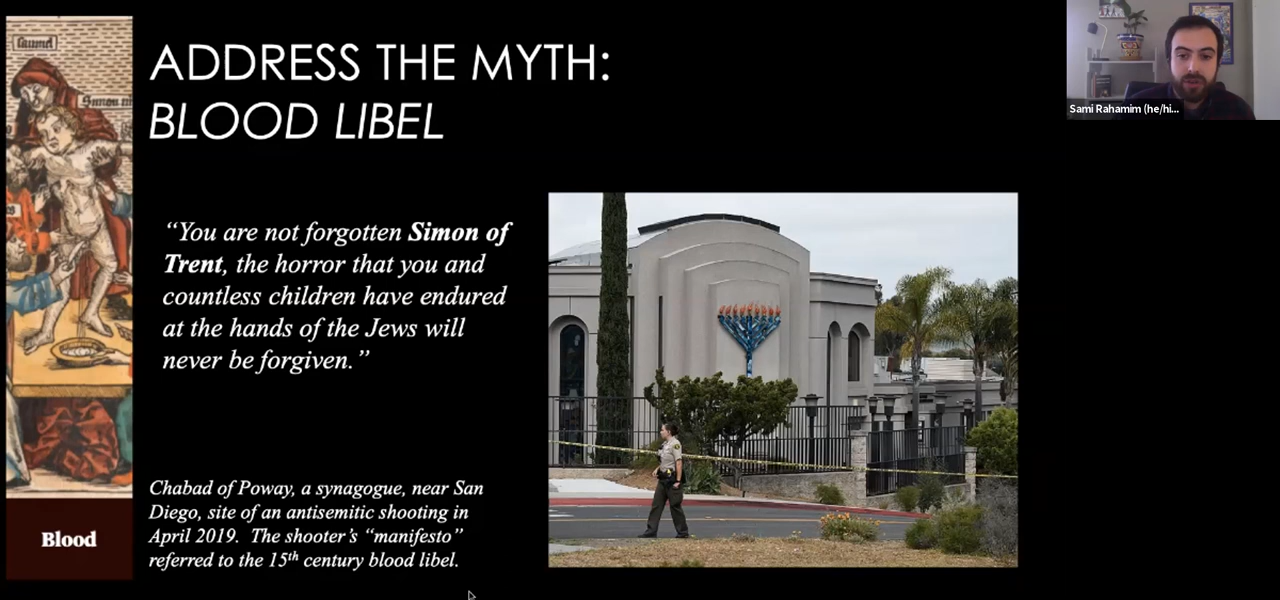 ADDRESS THE MYTH:
BLOOD LIBEL
“You are not forgotten Simon of
Trent, the horror that you and
countless children have endured
at the hands of the Jews will
never be forgiven.”
Chabad of Poway, a synagogue, near San
Diego, site of an antisemitic shooting in
April 2019. The shooter’s “manifesto”
referred to the 15th century blood libel.
Blood
Sami Rahamim (he/hi...